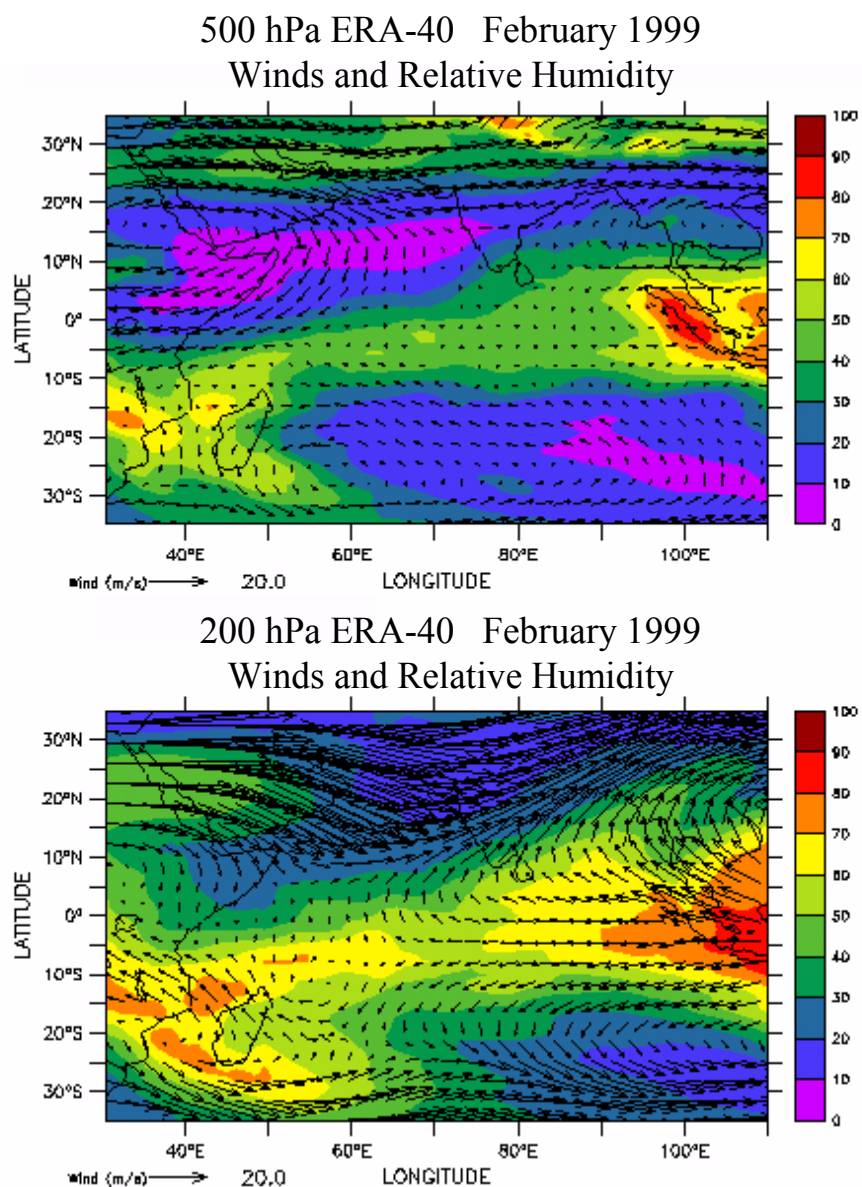 500 hPa ERA-40 February 1999
Winds and Relative Humidity
100
90
80
70
60
50
40
30
20
10
0
30°N
20°N
10°N
0°
10°S
20°S
30°S
LATITUDE
40°E 60°E 80°E 100°E
Wind (m/s) 20.0 LONGITUDE
200 hPa ERA-40 February 1999
Winds and Relative Humidity
100
90
80
70
60
50
40
30
20
10
0
30°N
20°N
10°N
0°
10°S
20°S
30°S
LATITUDE
40°E 60°E 80°E 100°E
Wind (m/s) 20.0 LONGITUDE